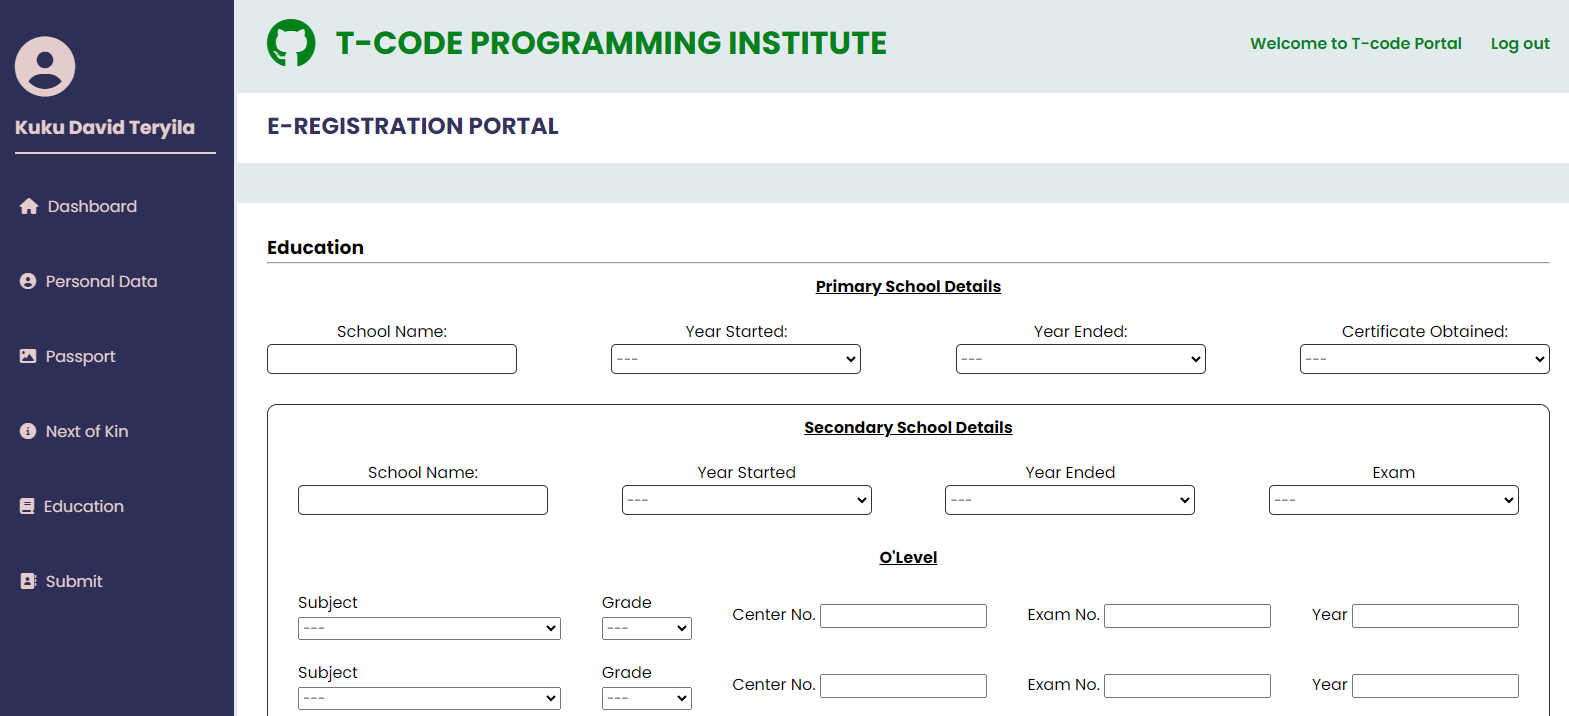 Kuku David Teryila
Dashboard
Personal Data
Passport
Next of Kin
Education
Submit
T-CODE PROGRAMMING INSTITUTE
Welcome to T-code Portal Log out
E-REGISTRATION PORTAL
Education
Primary School Details
School Name: Year Started: Year Ended: Certificate Obtained:
--- --- ---
Secondary School Details
School Name: Year Started Year Ended Exam
--- --- ---
O'Level
Subject Grade
--- --- Center No. Exam No. Year
Subject Grade
--- --- Center No. Exam No. Year